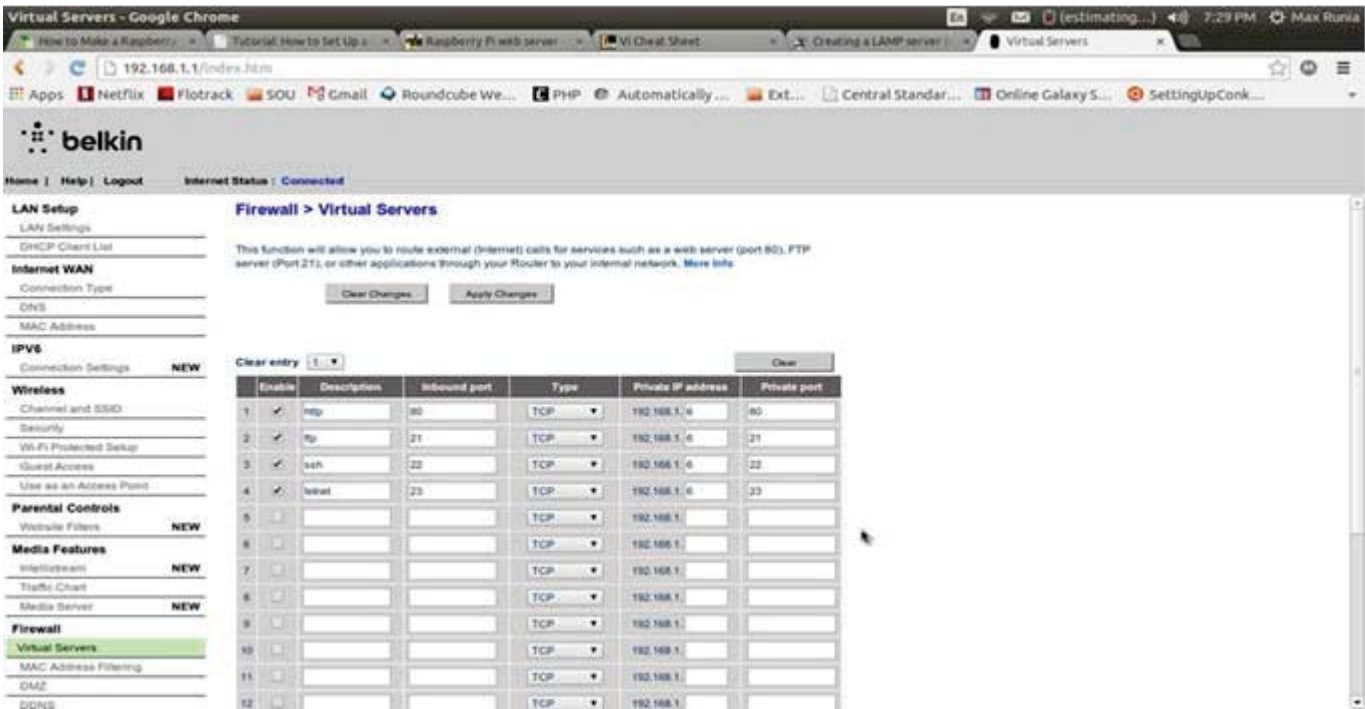 Virtual Servers - Google Chrome
En (estimating...) 7:29 PM Max Runia
How to Make a Raspberry Tutorial: How to Set Up a Raspberry Pi web server Vi Cheat Sheet Creating a LAMP server Virtual Servers
192.168.1.1/index.htm
Apps Netflix Flotrack SOU Gmail Roundcube We... PHP Automatically ... Ext... Central Standar... Online Galaxy S... SettingUpConk...
belkin
Home | Help | Logout Internet Status : Connected
LAN Setup
LAN Settings
DHCP Client List
Internet WAN
Connection Type
DNS
MAC Address
IPV6
Connection Settings NEW
Wireless
Channel and SSID
Security
Wi-Fi Protected Setup
Guest Access
Use as an Access Point
Parental Controls
Website Filters NEW
Media Features
Intellistream NEW
Traffic Chart
Media Server NEW
Firewall
Virtual Servers
MAC Address Filtering
DMZ
DDNS
Firewall > Virtual Servers
This function will allow you to route external (Internet) calls for services such as a web server (port 80), FTP
server (Port 21), or other applications through your Router to your internal network. More Info
Clear Changes Apply Changes
Clear entry 1 Clear
Enable Description Inbound port Type Private IP address Private port
1 http 80 TCP 192.168.1. 6 80
2 ftp 21 TCP 192.168.1. 6 21
3 ssh 22 TCP 192.168.1. 6 22
4 telnet 23 TCP 192.168.1. 6 23
5 TCP 192.168.1.
6 TCP 192.168.1.
7 TCP 192.168.1.
8 TCP 192.168.1.
9 TCP 192.168.1.
10 TCP 192.168.1.
11 TCP 192.168.1.
12 TCP 192.168.1.